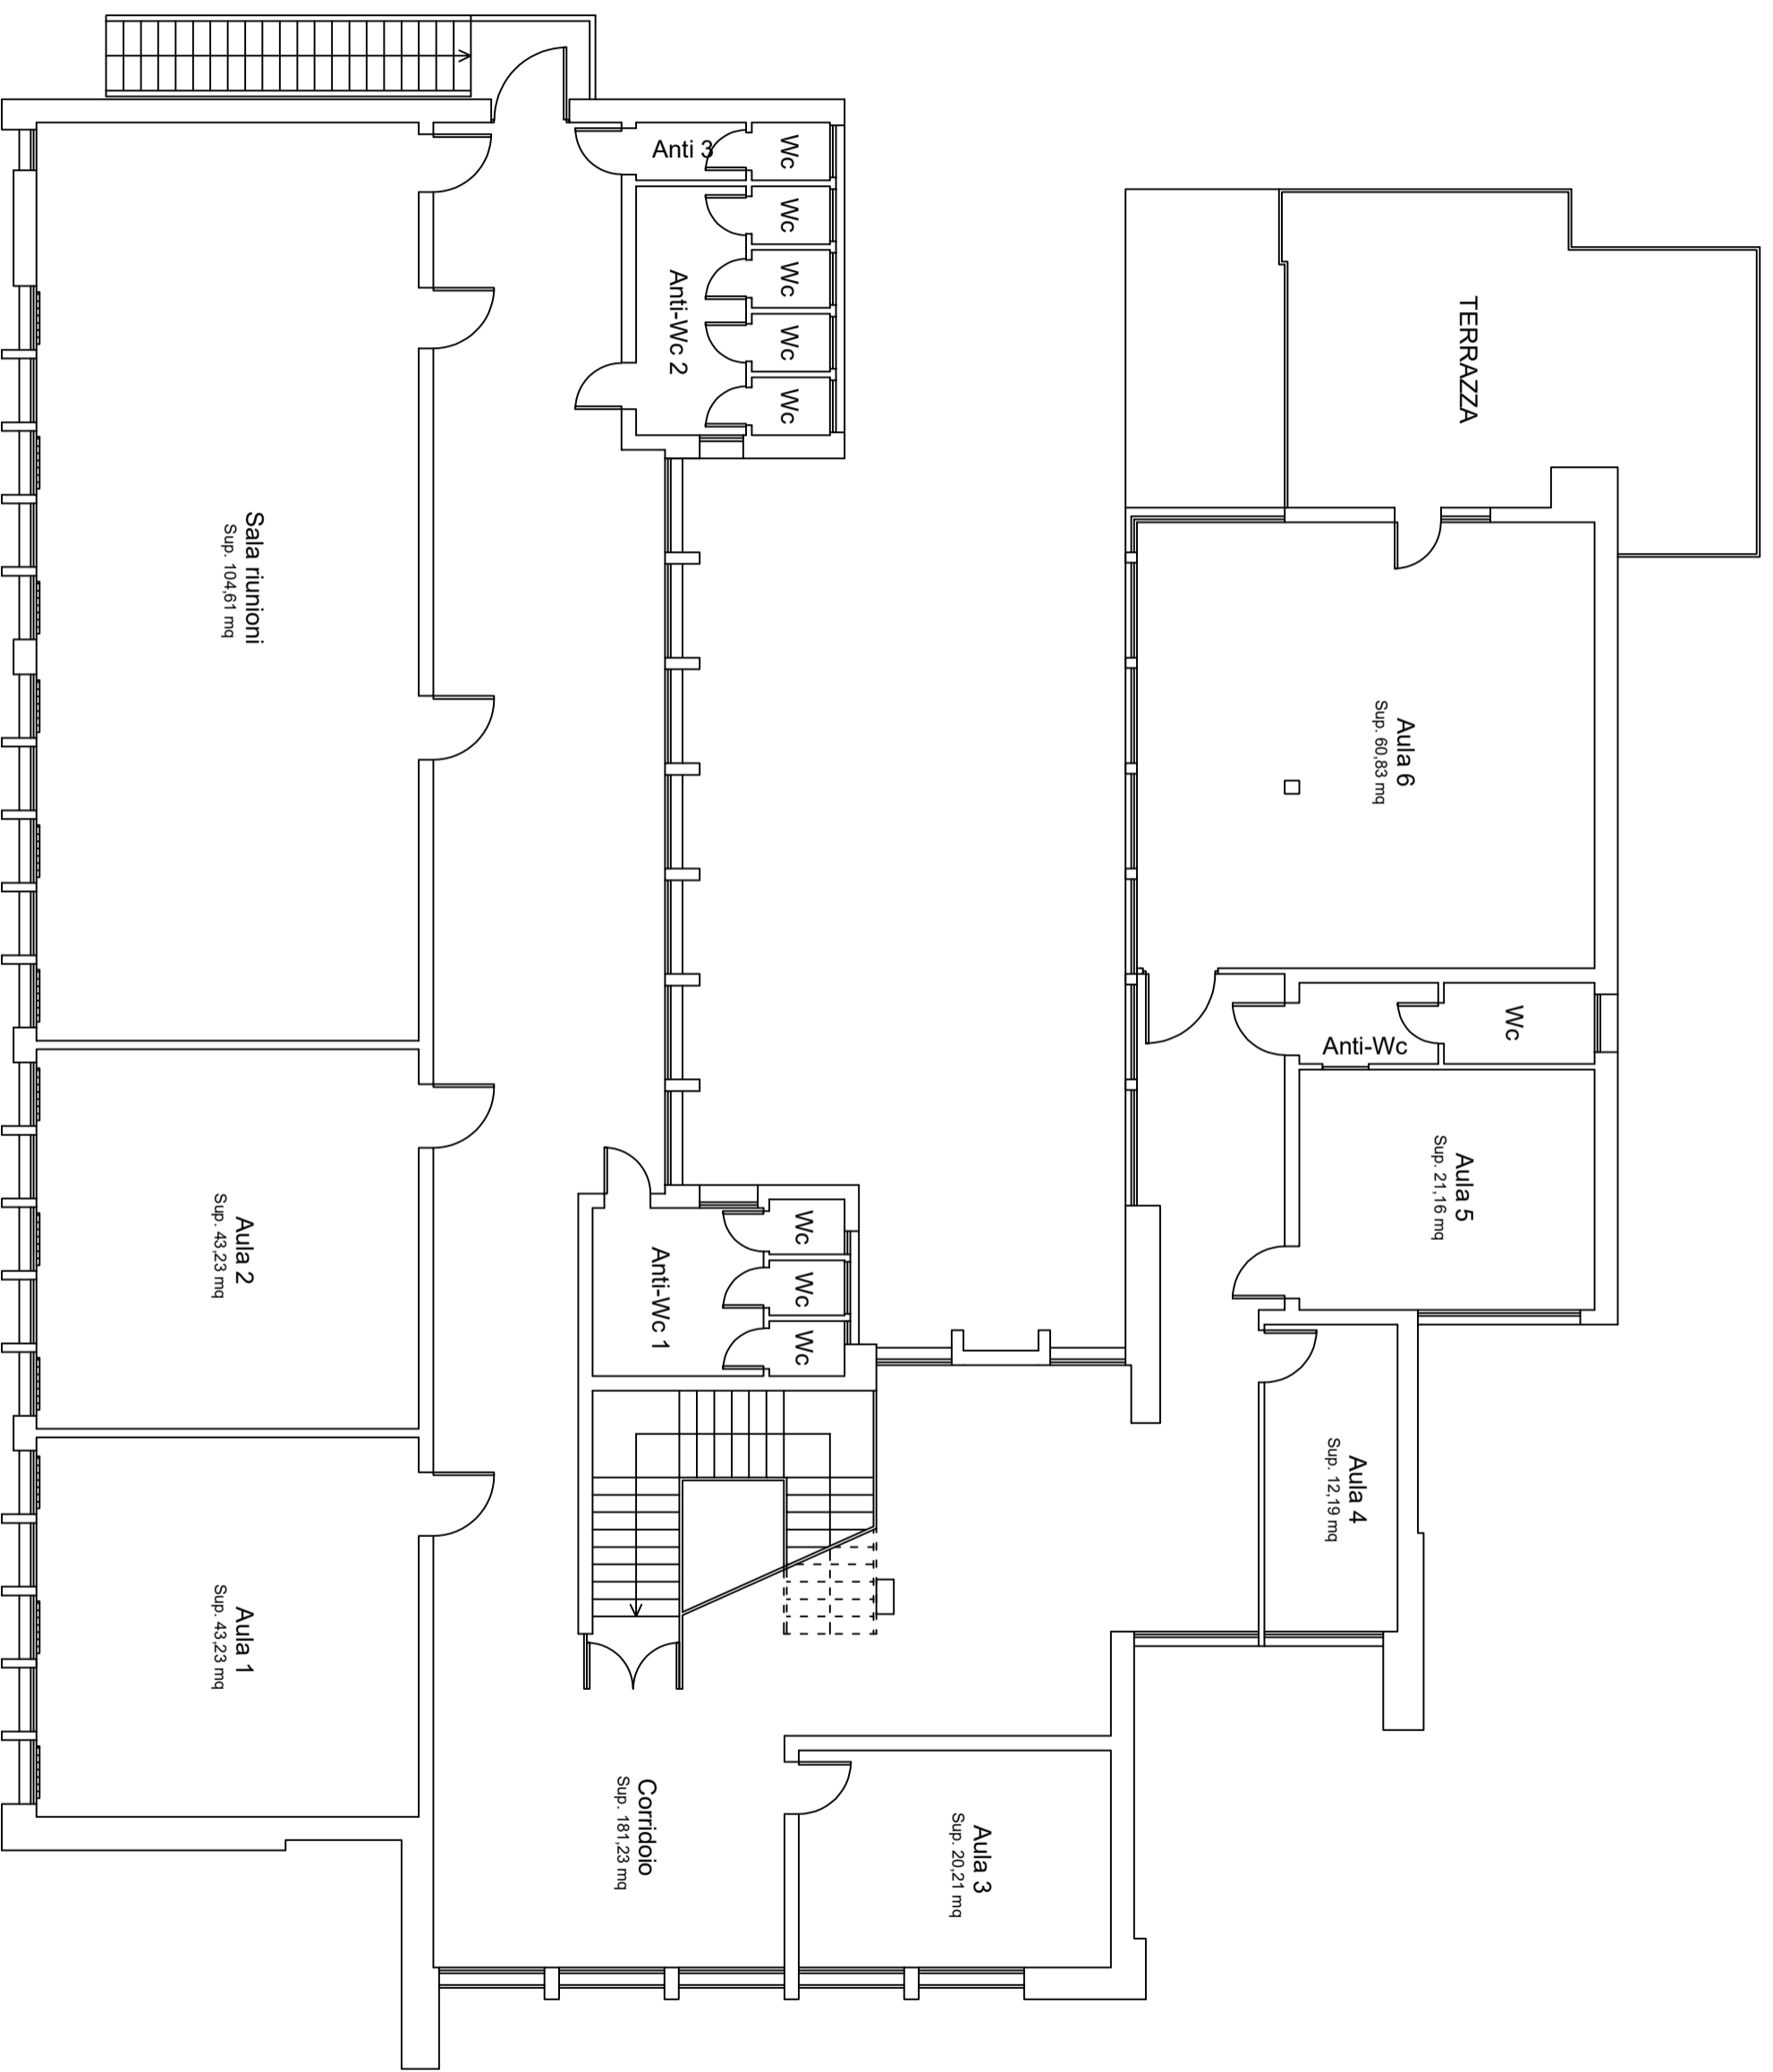 Anti 3
Wc
Wc
Wc
Wc
Wc
Anti-Wc 2
TERRAZZA
Sala riunioni
Sup. 104,61 mq
Aula 6
Sup. 60,83 mq
Wc
Anti-Wc
Aula 5
Sup. 21,16 mq
Aula 2
Sup. 43,23 mq
Anti-Wc 1
Wc
Wc
Wc
Aula 4
Sup. 12,19 mq
Aula 1
Sup. 43,23 mq
Corridoio
Sup. 181,23 mq
Aula 3
Sup. 20,21 mq